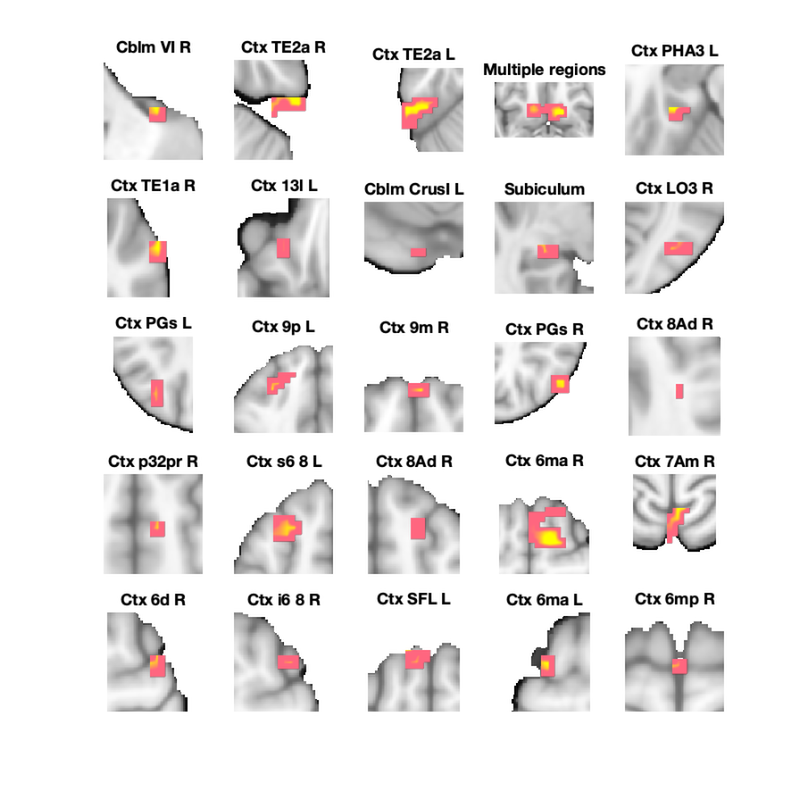 Cblm VI R
Ctx TE2a R
Ctx TE2a L
Multiple regions
Ctx PHA3 L
Ctx TE1a R
Ctx 13l L
Cblm CrusI L
Subiculum
Ctx LO3 R
Ctx PGs L
Ctx 9p L
Ctx 9m R
Ctx PGs R
Ctx 8Ad R
Ctx p32pr R
Ctx s6 8 L
Ctx 8Ad R
Ctx 6ma R
Ctx 7Am R
Ctx 6d R
Ctx i6 8 R
Ctx SFL L
Ctx 6ma L
Ctx 6mp R